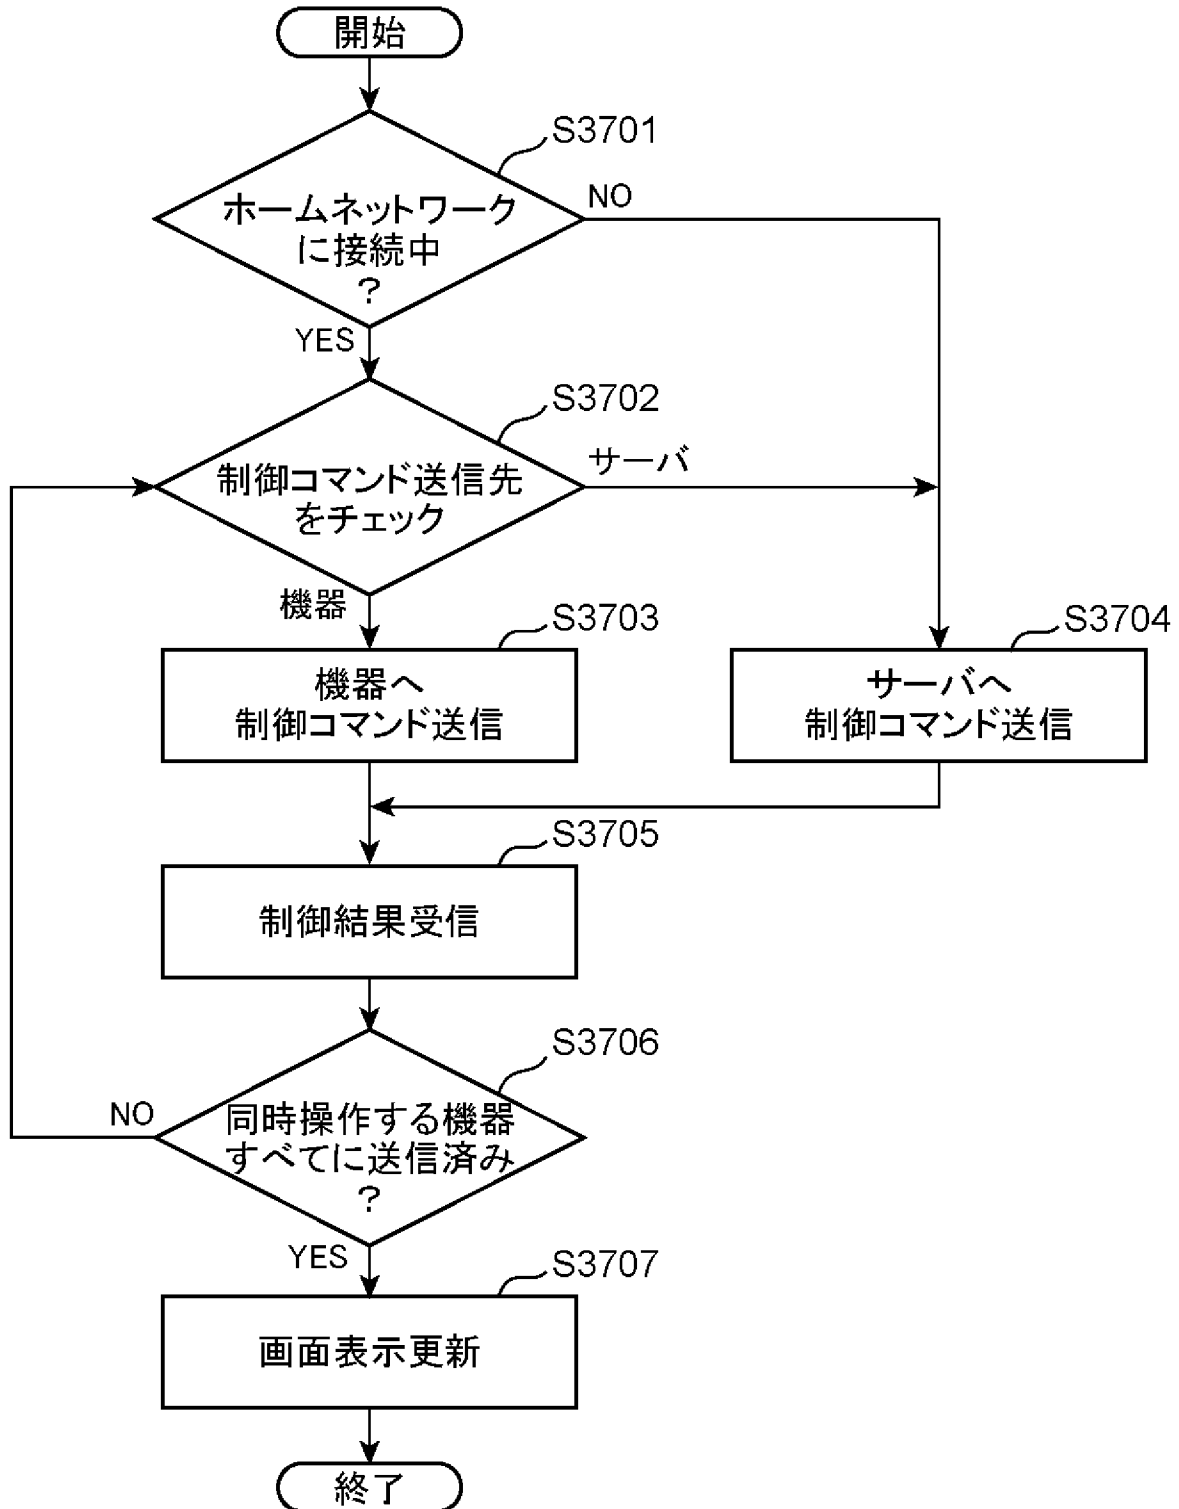 開始
S3701
ホームネットワーク
に接続中
?
NO
YES
S3702
制御コマンド送信先
をチェック
サーバ
機器
S3703
機器へ
制御コマンド送信
S3704
サーバへ
制御コマンド送信
S3705
制御結果受信
S3706
同時操作する機器
すべてに送信済み
?
NO
YES
S3707
画面表示更新
終了